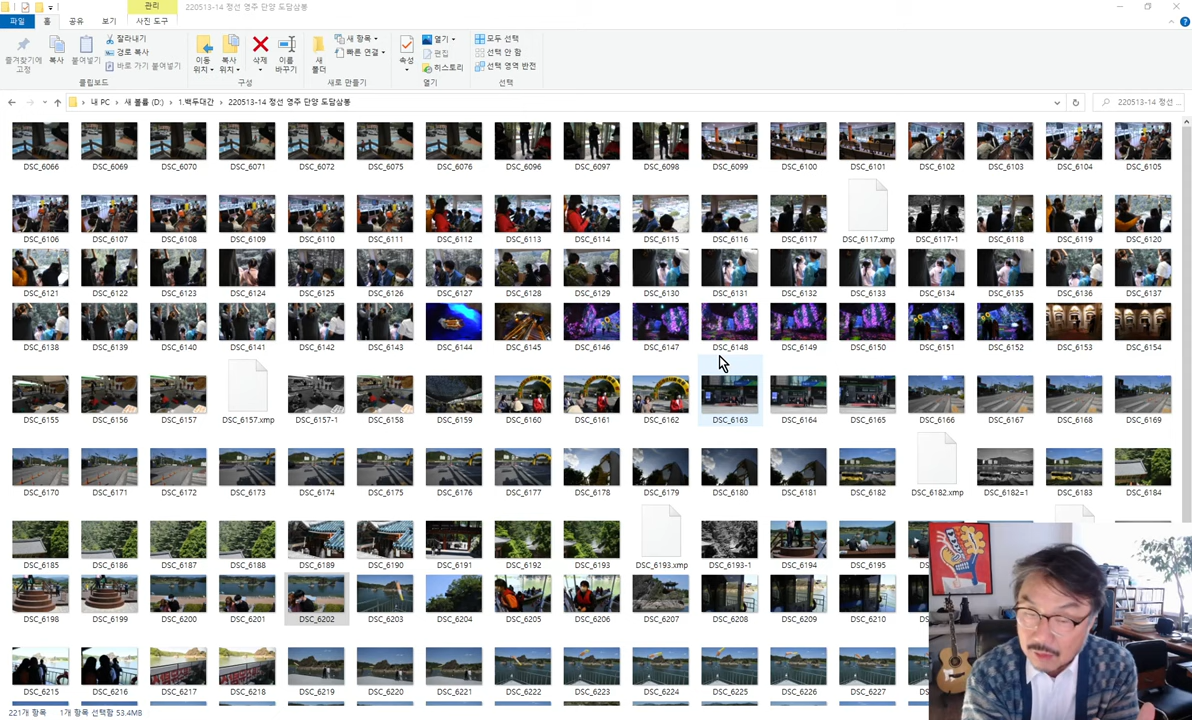 관리
220513-14 정선 영주 단양 도담삼봉
파일
홈
공유
보기
사진 도구
즐겨찾기에
고정
복사
붙여넣기
잘라내기
경로 복사
바로 가기 붙여넣기
클립보드
이동
위치
복사
위치
삭제
이름
바꾸기
구성
새
폴더
새 항목
빠른 연결
새로 만들기
속성
열기
편집
히스토리
열기
모두 선택
선택 안 함
선택 영역 반전
선택
내 PC > 새 볼륨 (D:) > 1.백두대간 > 220513-14 정선 영주 단양 도담삼봉
220513-14 정선 ...
DSC_6066 DSC_6069 DSC_6070 DSC_6071 DSC_6072 DSC_6075 DSC_6076 DSC_6096 DSC_6097 DSC_6098 DSC_6099 DSC_6100 DSC_6101 DSC_6102 DSC_6103 DSC_6104 DSC_6105
DSC_6106 DSC_6107 DSC_6108 DSC_6109 DSC_6110 DSC_6111 DSC_6112 DSC_6113 DSC_6114 DSC_6115 DSC_6116 DSC_6117 DSC_6117.xmp DSC_6117-1 DSC_6118 DSC_6119 DSC_6120
DSC_6121 DSC_6122 DSC_6123 DSC_6124 DSC_6125 DSC_6126 DSC_6127 DSC_6128 DSC_6129 DSC_6130 DSC_6131 DSC_6132 DSC_6133 DSC_6134 DSC_6135 DSC_6136 DSC_6137
DSC_6138 DSC_6139 DSC_6140 DSC_6141 DSC_6142 DSC_6143 DSC_6144 DSC_6145 DSC_6146 DSC_6147 DSC_6148 DSC_6149 DSC_6150 DSC_6151 DSC_6152 DSC_6153 DSC_6154
DSC_6155 DSC_6156 DSC_6157 DSC_6157.xmp DSC_6157-1 DSC_6158 DSC_6159 DSC_6160 DSC_6161 DSC_6162 DSC_6163 DSC_6164 DSC_6165 DSC_6166 DSC_6167 DSC_6168 DSC_6169
DSC_6170 DSC_6171 DSC_6172 DSC_6173 DSC_6174 DSC_6175 DSC_6176 DSC_6177 DSC_6178 DSC_6179 DSC_6180 DSC_6181 DSC_6182 DSC_6182.xmp DSC_6182=1 DSC_6183 DSC_6184
DSC_6185 DSC_6186 DSC_6187 DSC_6188 DSC_6189 DSC_6190 DSC_6191 DSC_6192 DSC_6193 DSC_6193.xmp DSC_6193-1 DSC_6194 DSC_6195
DSC_6198 DSC_6199 DSC_6200 DSC_6201 DSC_6202 DSC_6203 DSC_6204 DSC_6205 DSC_6206 DSC_6207 DSC_6208 DSC_6209 DSC_6210
DSC_6215 DSC_6216 DSC_6217 DSC_6218 DSC_6219 DSC_6220 DSC_6221 DSC_6222 DSC_6223 DSC_6224 DSC_6225 DSC_6226 DSC_6227
221개 항목 1개 항목 선택함 53.4MB